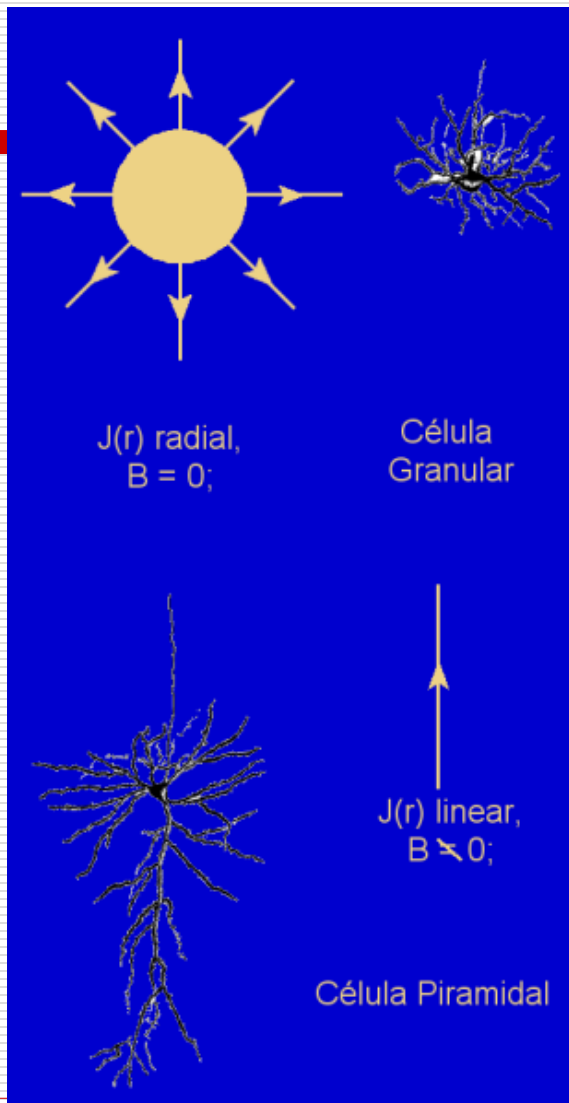 J(r) radial,
B = 0;
Célula
Granular
J(r) linear,
B ≠ 0;
Célula Piramidal